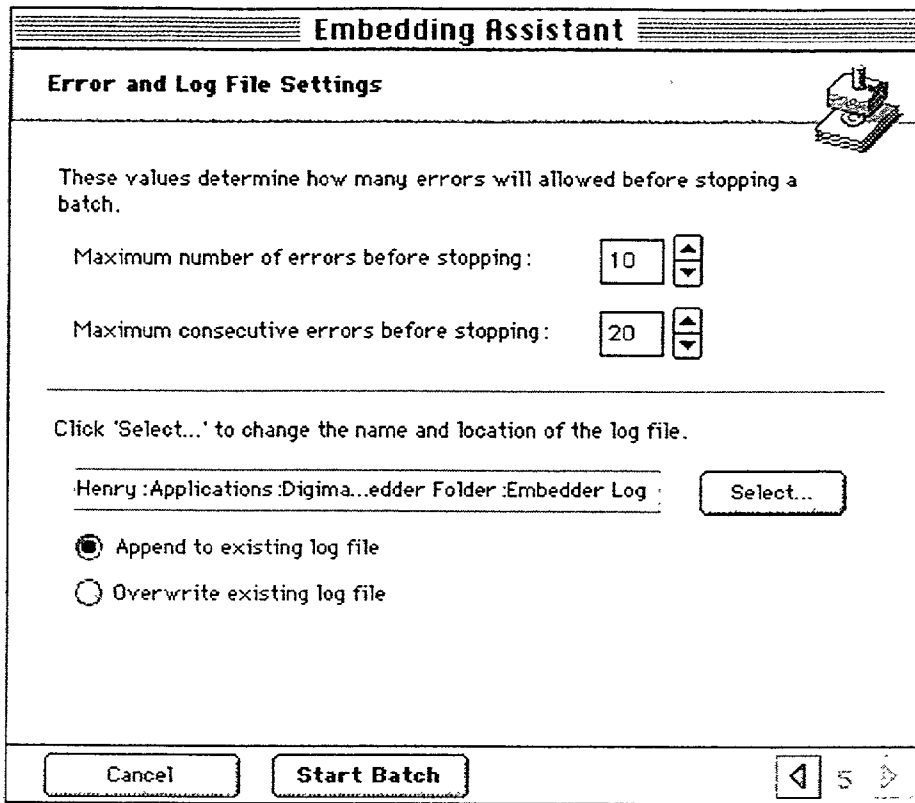 Embedding Assistant
Error and Log File Settings
These values determine how many errors will allowed before stopping a
batch.
Maximum number of errors before stopping: 10
Maximum consecutive errors before stopping: 20
Click 'Select...' to change the name and location of the log file.
Henry:Applications:Digima...edder Folder:Embedder Log Select...
Append to existing log file
Overwrite existing log file
Cancel Start Batch 5